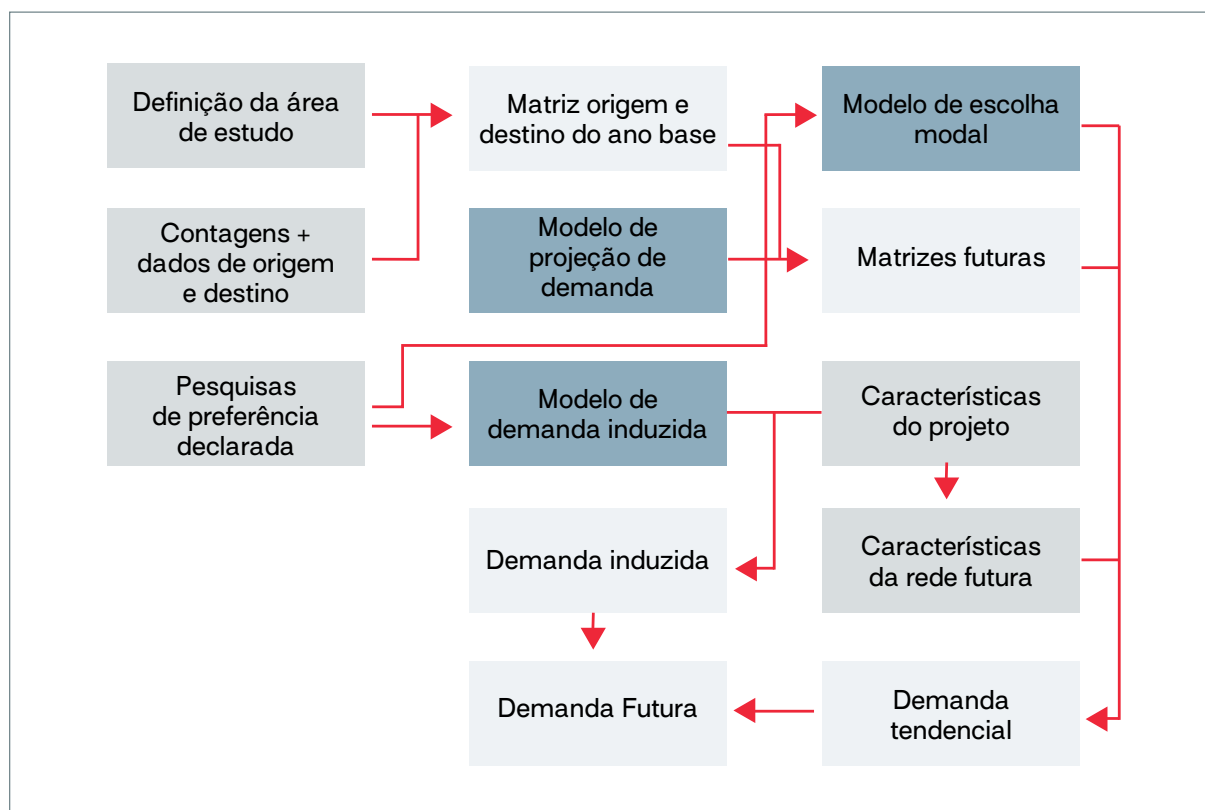 Definição da área
de estudo
Matriz origem e
destino do ano base
Modelo de escolha
modal
Contagens +
dados de origem
e destino
Modelo de
projeção de
demanda
Matrizes futuras
Pesquisas
de preferência
declarada
Modelo de
demanda induzida
Características
do projeto
Demanda induzida
Características
da rede futura
Demanda Futura
Demanda
tendencial